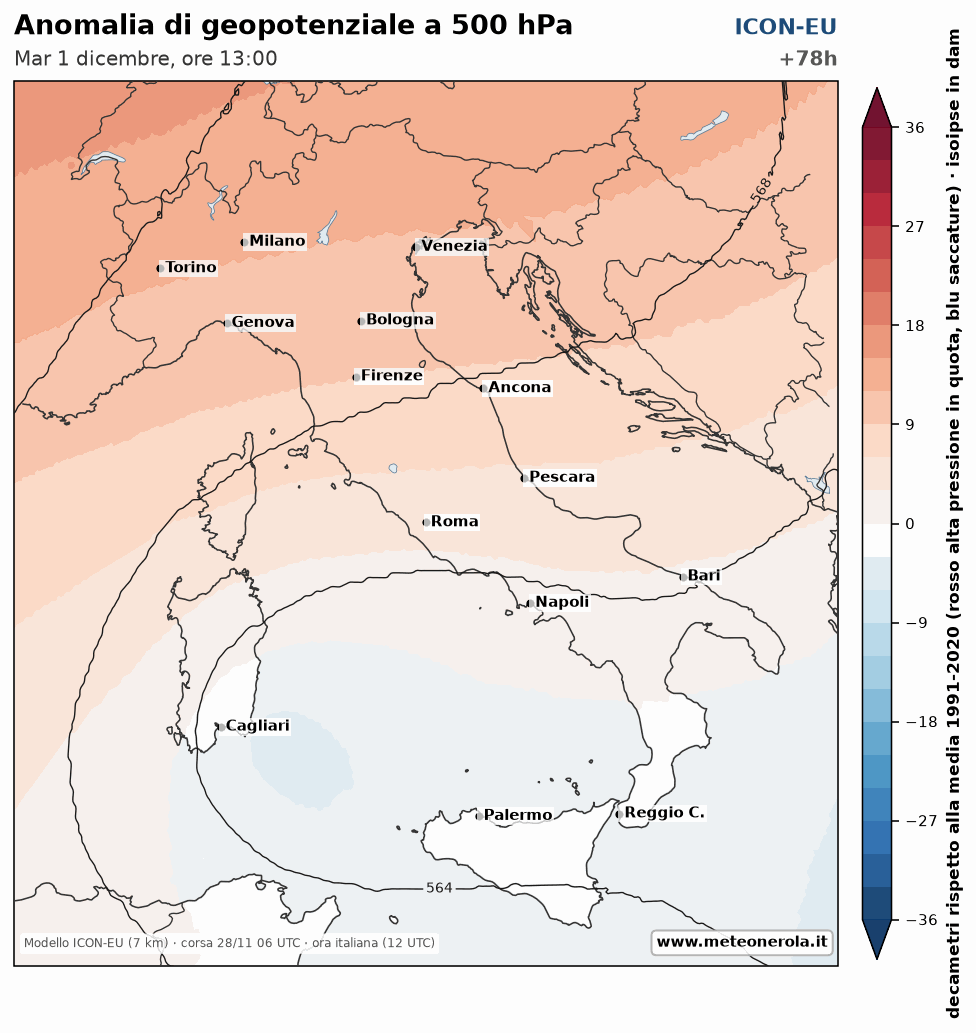 Anomalia di geopotenziale a 500 hPa
ICON-EU
Mar 1 dicembre, ore 13:00
+78h
568
Milano
Venezia
Torino
Genova
Bologna
Firenze
Ancona
Pescara
Roma
Bari
Napoli
Cagliari
Palermo
Reggio C.
564
Modello ICON-EU (7 km) · corsa 28/11 06 UTC · ora italiana (12 UTC)
www.meteonerola.it
36
27
18
9
0
−9
−18
−27
−36
decametri rispetto alla media 1991-2020 (rosso alta pressione in quota, blu saccature) · isoipse in dam